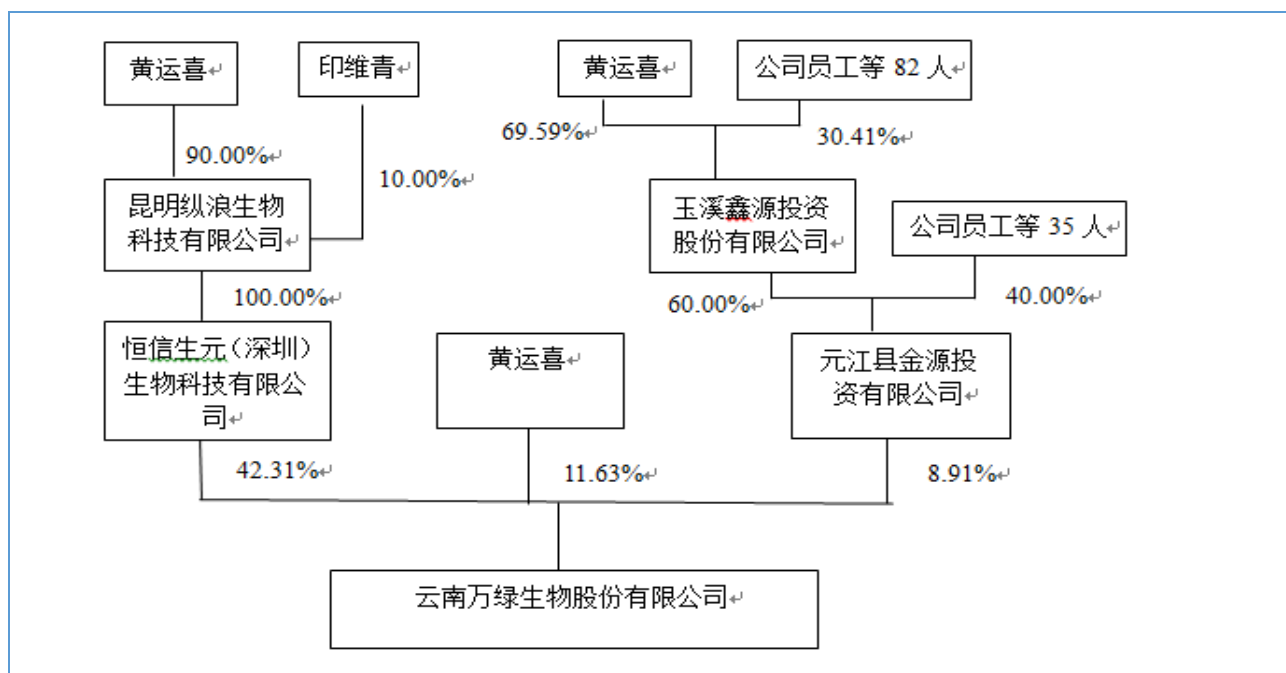 黄运喜
印维青
黄运喜
公司员工等 82 人
69.59%
30.41%
90.00%
10.00%
昆明纵浪生物
科技有限公司
玉溪鑫源投资
股份有限公司
公司员工等 35 人
100.00%
60.00%
40.00%
恒信生元（深圳）
生物科技有限公
司
黄运喜
元江县金源投
资有限公司
42.31%
11.63%
8.91%
云南万绿生物股份有限公司